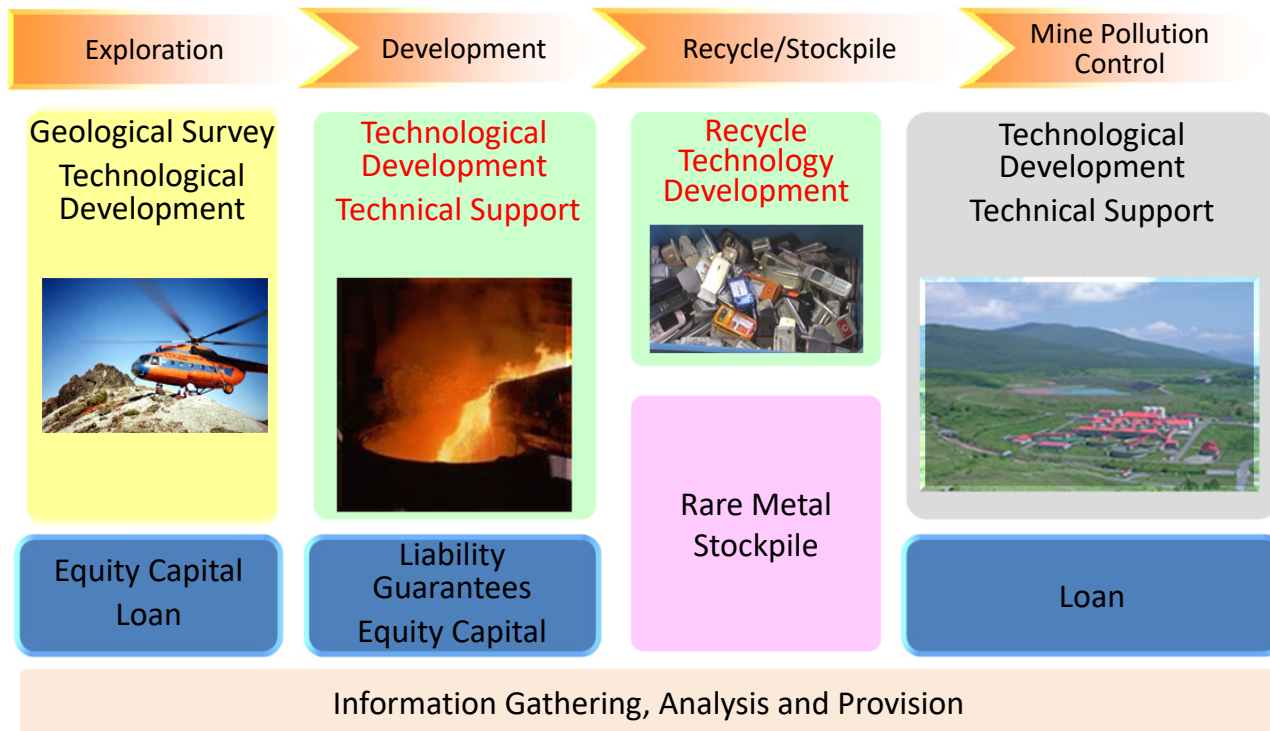 Exploration
Development
Recycle/Stockpile
Mine Pollution
Control
Geological Survey
Technological
Development
Technological
Development
Technical Support
Recycle
Technology
Development
Technological
Development
Technical Support
Rare Metal
Stockpile
Equity Capital
Loan
Liability
Guarantees
Equity Capital
Loan
Information Gathering, Analysis and Provision